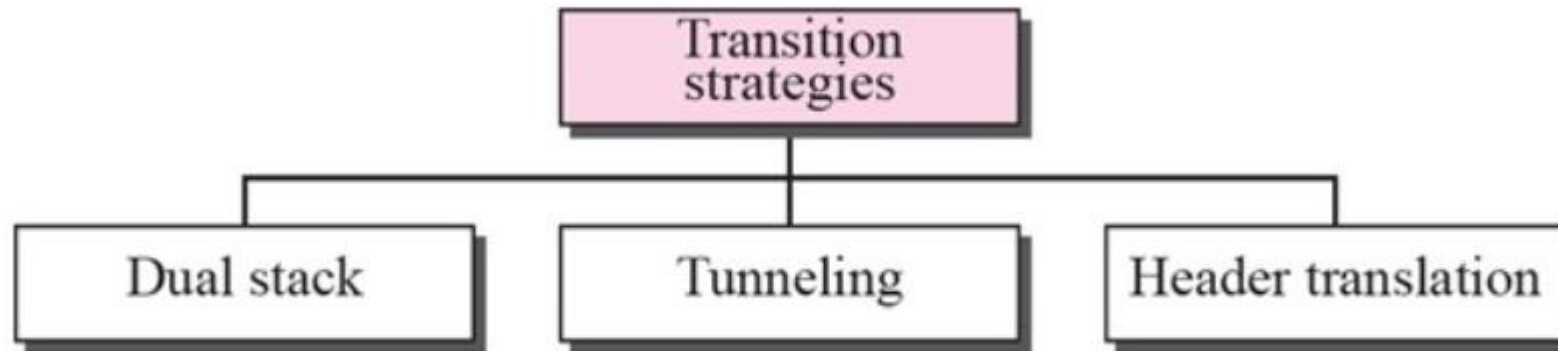 Transition
strategies
Dual stack
Tunneling
Header translation